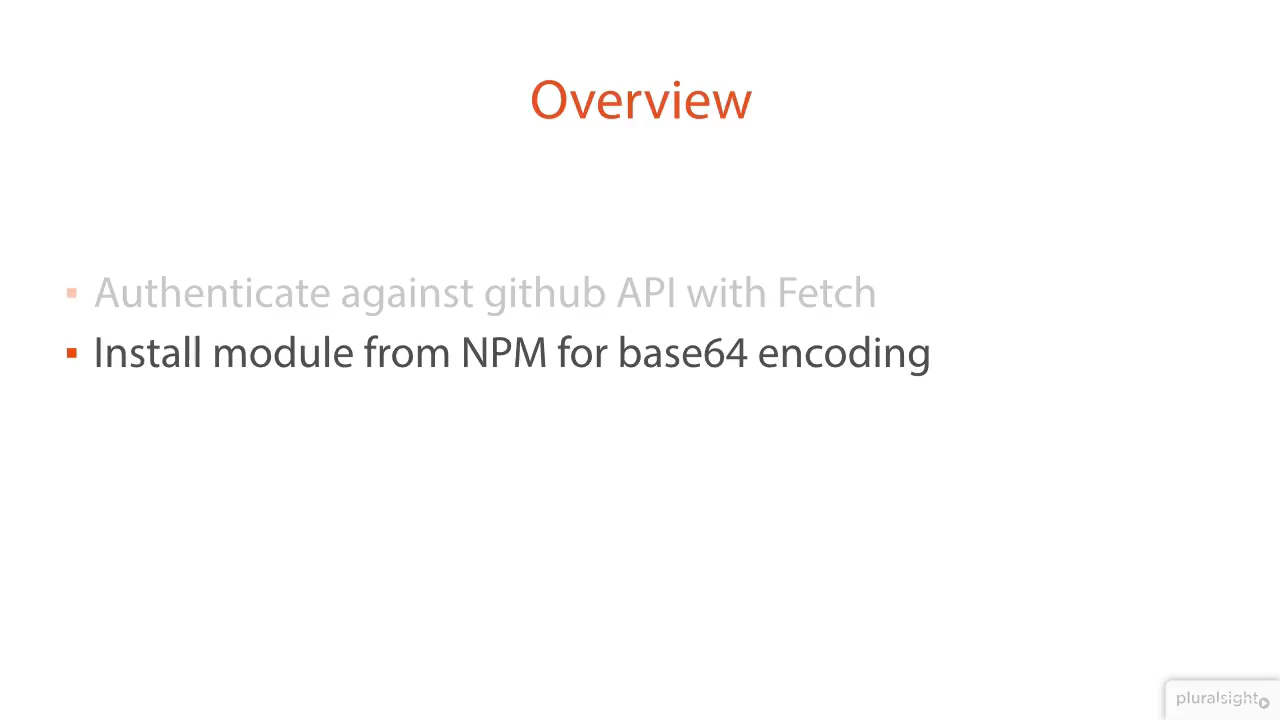 Overview
▪ Authenticate against github API with Fetch
▪ Install module from NPM for base64 encoding
pluralsight